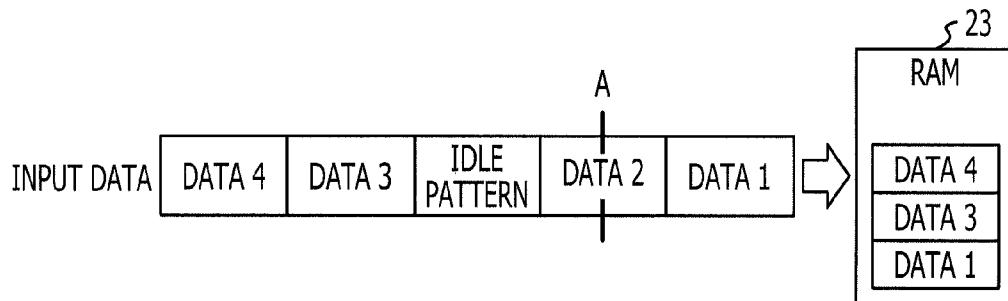 23
RAM
A
INPUT DATA DATA 4 DATA 3 IDLE PATTERN DATA 2 DATA 1
DATA 4
DATA 3
DATA 1